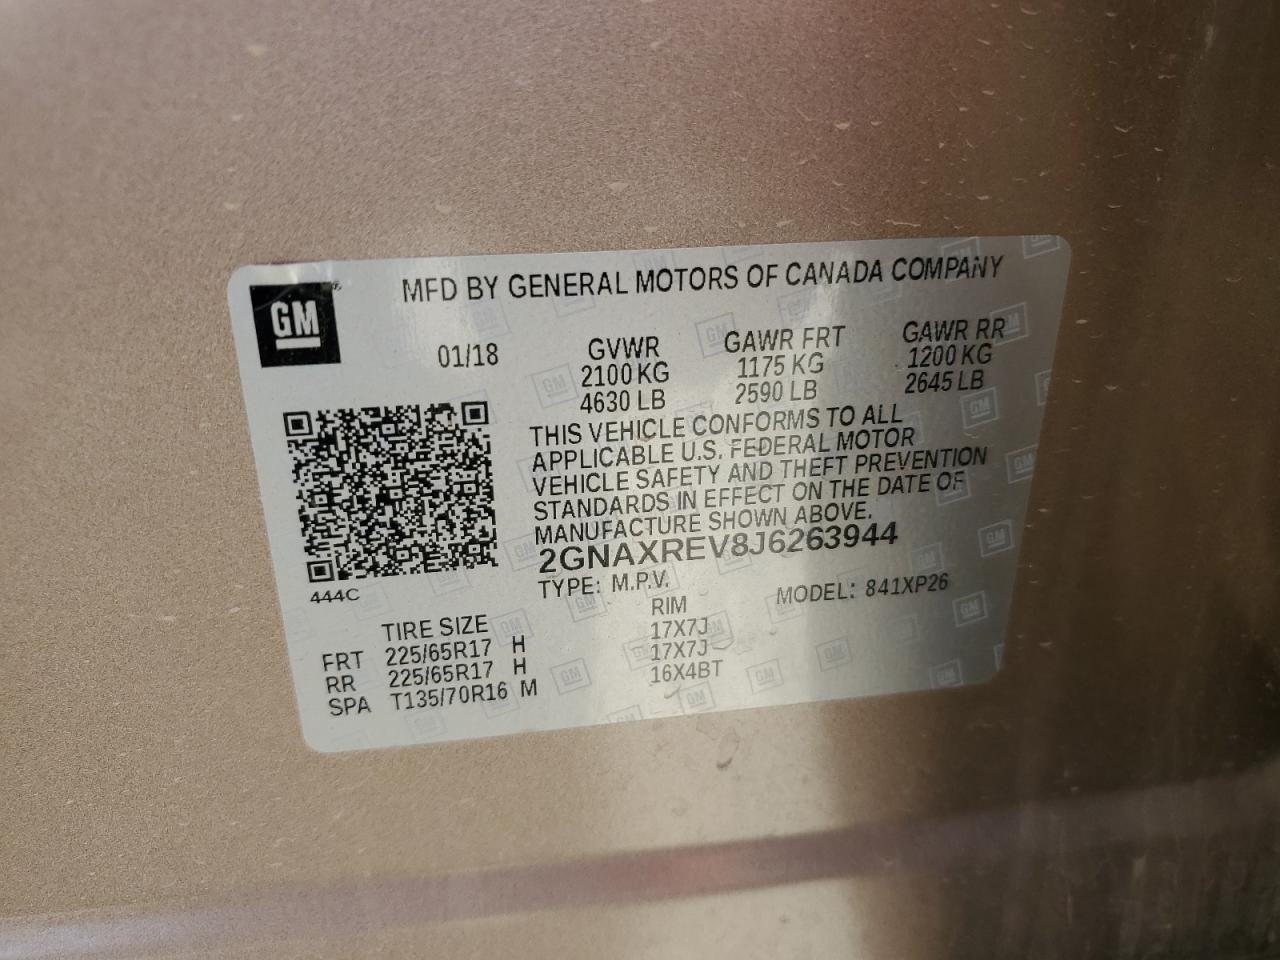 GM
MFD BY GENERAL MOTORS OF CANADA COMPANY
01/18
GVWR GAWR FRT GAWR RR
2100 KG 1175 KG 1200 KG
4630 LB 2590 LB 2645 LB
THIS VEHICLE CONFORMS TO ALL
APPLICABLE U.S. FEDERAL MOTOR
VEHICLE SAFETY AND THEFT PREVENTION
STANDARDS IN EFFECT ON THE DATE OF
MANUFACTURE SHOWN ABOVE.
2GNAXREV8J6263944
TYPE: M.P.V. MODEL: 841XP26
444C
TIRE SIZE RIM
FRT 225/65R17 H 17X7J
RR 225/65R17 H 17X7J
SPA T135/70R16 M 16X4BT